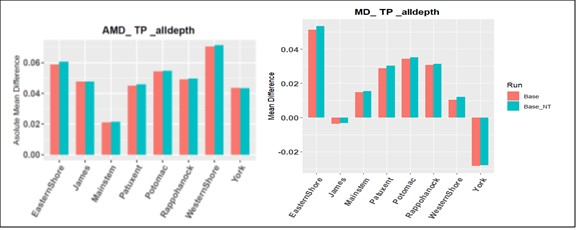 AMD_ TP _alldepth
Asolute Mean Difference
0.06
0.04
0.02
0.00
EasternShore
James
Mainstem
Patuxent
Potomac
Rappohanock
WesternShore
York
MD_ TP _alldepth
Mean Difference
0.04
0.02
0.00
-0.02
EasternShore
James
Mainstem
Patuxent
Potomac
Rappohanock
WesternShore
York
Run
Base
Base_NT